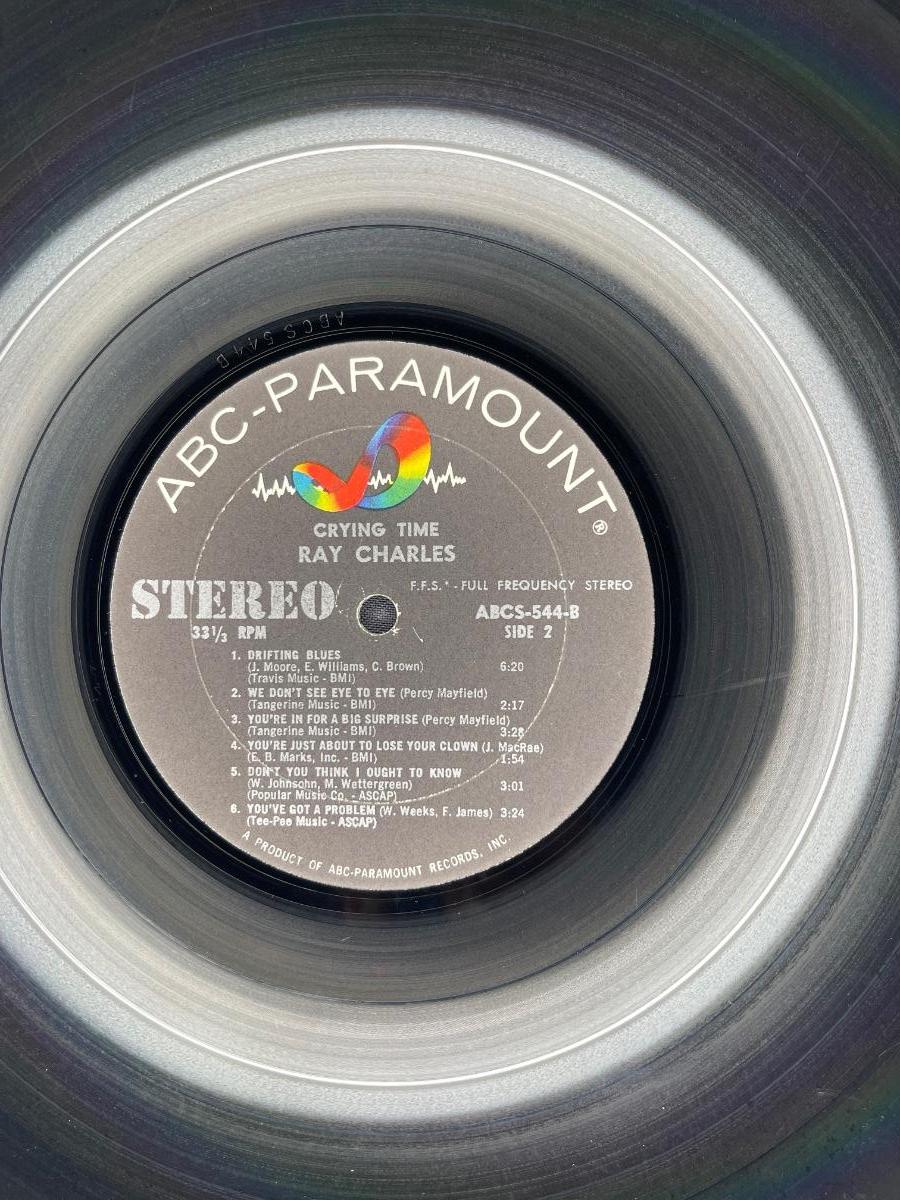 ABCS 544 B
ABC-PARAMOUNT®
CRYING TIME
RAY CHARLES
STEREO
F.F.S.* - FULL FREQUENCY STEREO
33⅓ RPM
ABCS-544-B
SIDE 2
1. DRIFTING BLUES
(J. Moore, E. Williams, C. Brown) 6:20
(Travis Music - BMI)
2. WE DON'T SEE EYE TO EYE (Percy Mayfield)
(Tangerine Music - BMI) 2:17
3. YOU'RE IN FOR A BIG SURPRISE (Percy Mayfield)
(Tangerine Music - BMI) 3:28
4. YOU'RE JUST ABOUT TO LOSE YOUR CLOWN (J. MacRae)
(E. B. Marks, Inc. - BMI) 1:54
5. DON'T YOU THINK I OUGHT TO KNOW
(W. Johnsohn, M. Wettergreen) 3:01
(Popular Music Co. - ASCAP)
6. YOU'VE GOT A PROBLEM (W. Weeks, F. James) 3:24
(Tee-Pee Music - ASCAP)
A PRODUCT OF ABC-PARAMOUNT RECORDS, INC.